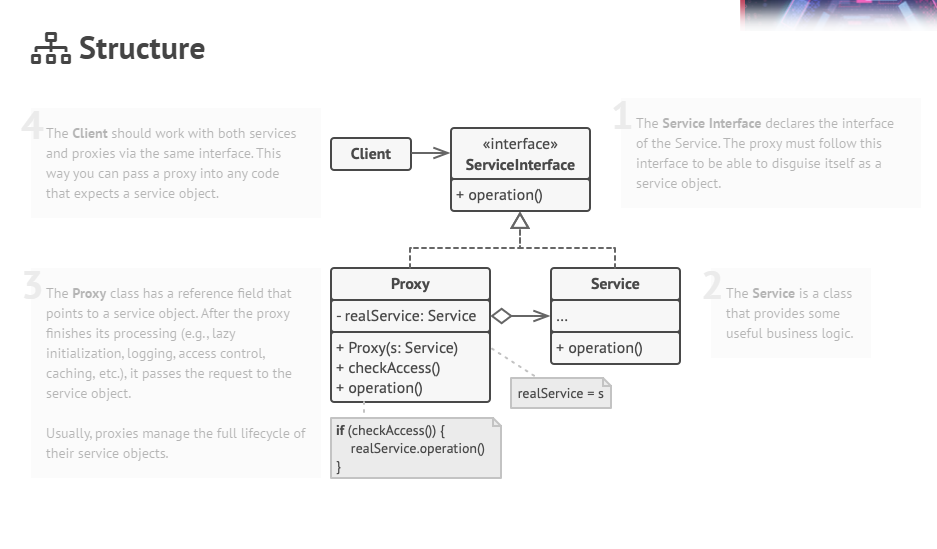 Structure
4
The Client should work with both services
and proxies via the same interface. This
way you can pass a proxy into any code
that expects a service object.
Client
«interface»
ServiceInterface
+ operation()
1
The Service Interface declares the interface
of the Service. The proxy must follow this
interface to be able to disguise itself as a
service object.
3
The Proxy class has a reference field that
points to a service object. After the proxy
finishes its processing (e.g., lazy
initialization, logging, access control,
caching, etc.), it passes the request to the
service object.
Usually, proxies manage the full lifecycle of
their service objects.
Proxy
- realService: Service
+ Proxy(s: Service)
+ checkAccess()
+ operation()
Service
...
+ operation()
2
The Service is a class
that provides some
useful business logic.
realService = s
if (checkAccess()) {
realService.operation()
}